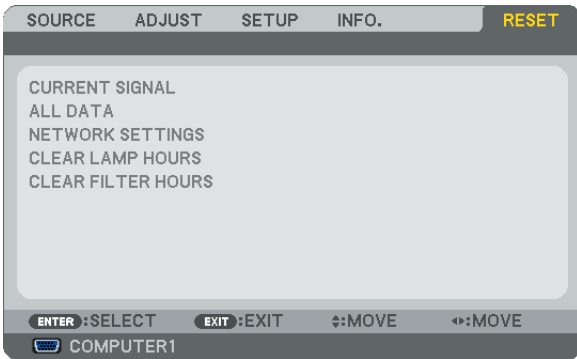 SOURCE ADJUST SETUP INFO. RESET
CURRENT SIGNAL
ALL DATA
NETWORK SETTINGS
CLEAR LAMP HOURS
CLEAR FILTER HOURS
ENTER :SELECT EXIT :EXIT :MOVE :MOVE
COMPUTER1